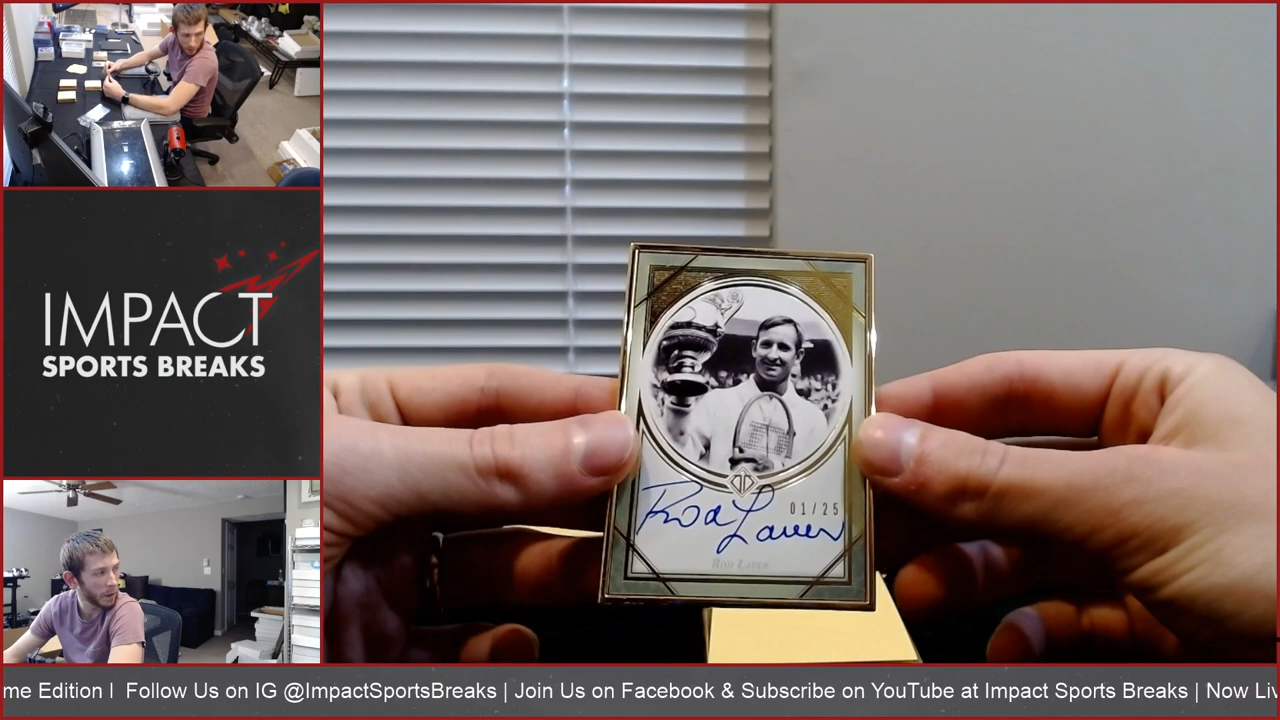 IMPACT
SPORTS BREAKS
01/25
Rod Laver
ROD LAVER
me Edition | Follow Us on IG @ImpactSportsBreaks | Join Us on Facebook & Subscribe on YouTube at Impact Sports Breaks | Now Liv